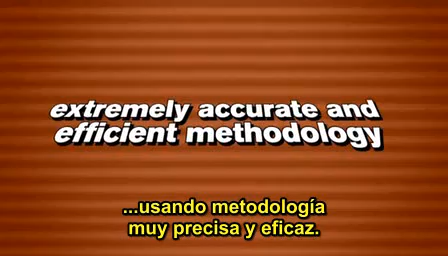 extremely accurate and
efficient methodology
...usando metodología
muy precisa y eficaz.